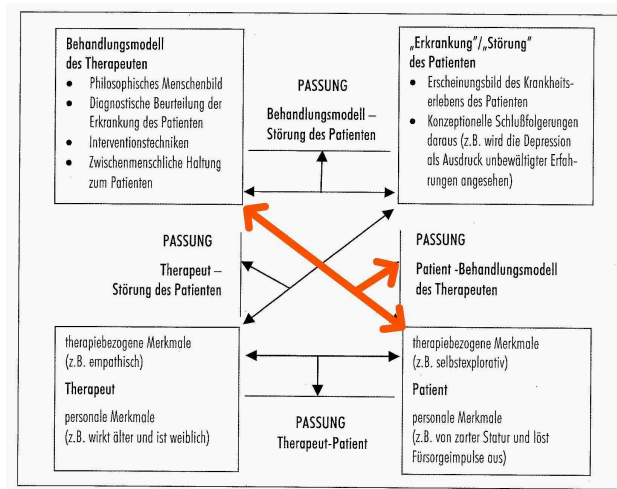 Behandlungsmodell
des Therapeuten
• Philosophisches Menschenbild
• Diagnostische Beurteilung der
Erkrankung des Patienten
• Interventionstechniken
• Zwischenmenschliche Haltung
zum Patienten
PASSUNG
Behandlungsmodell –
Störung des Patienten
„Erkrankung"/„Störung"
des Patienten
• Erscheinungbild des Krankheits-
erlebens des Patienten
• Konzeptionelle Schlußfolgerungen
daraus (z.B. wird die Depression
als Ausdruck unbewältigter Erfah-
rungen angesehen)
PASSUNG
Therapeut –
Störung des Patienten
PASSUNG
Patient -Behandlungsmodell
des Therapeuten
therapiebezogene Merkmale
(z.B. empathisch)
Therapeut
personale Merkmale
(z.B. wirkt älter und ist weiblich)
PASSUNG
Therapeut-Patient
therapiebezogene Merkmale
(z.B. selbstexplorativ)
Patient
personale Merkmale
(z.B. von zarter Statur und löst
Fürsorgeimpulse aus)